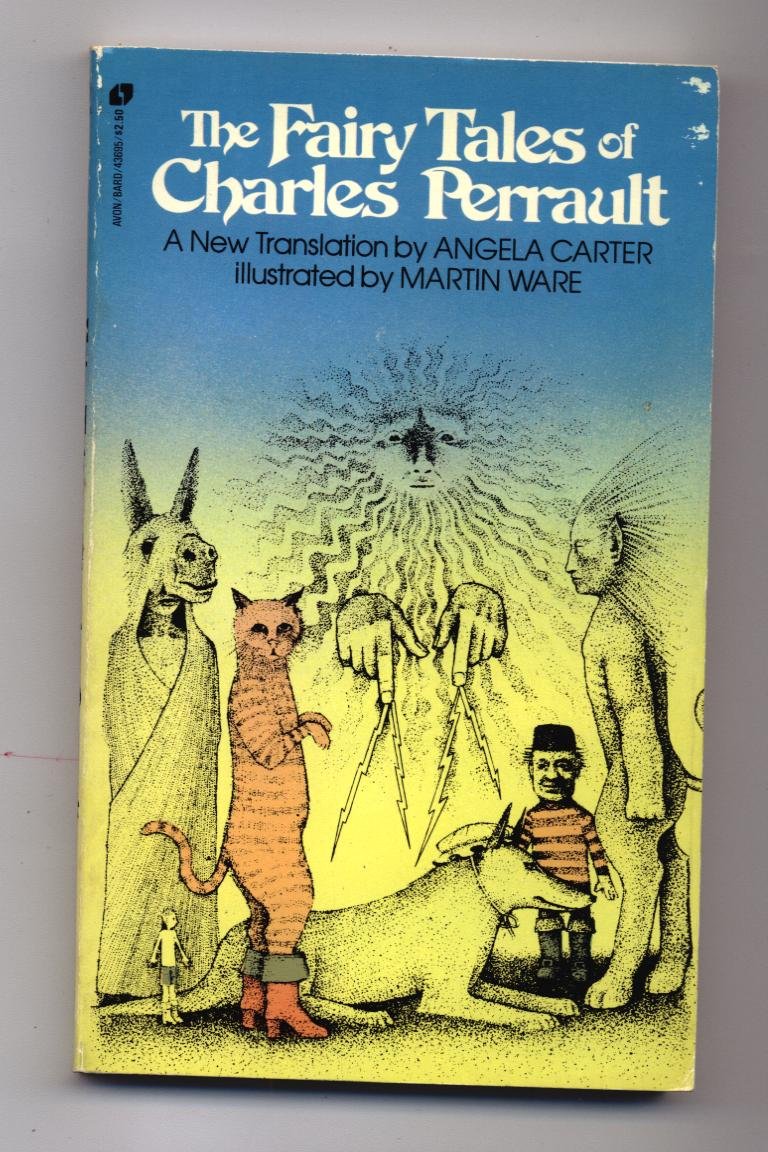 AVON/BARD/43695/$2.50
The Fairy Tales of
Charles Perrault
A New Translation by ANGELA CARTER
illustrated by MARTIN WARE